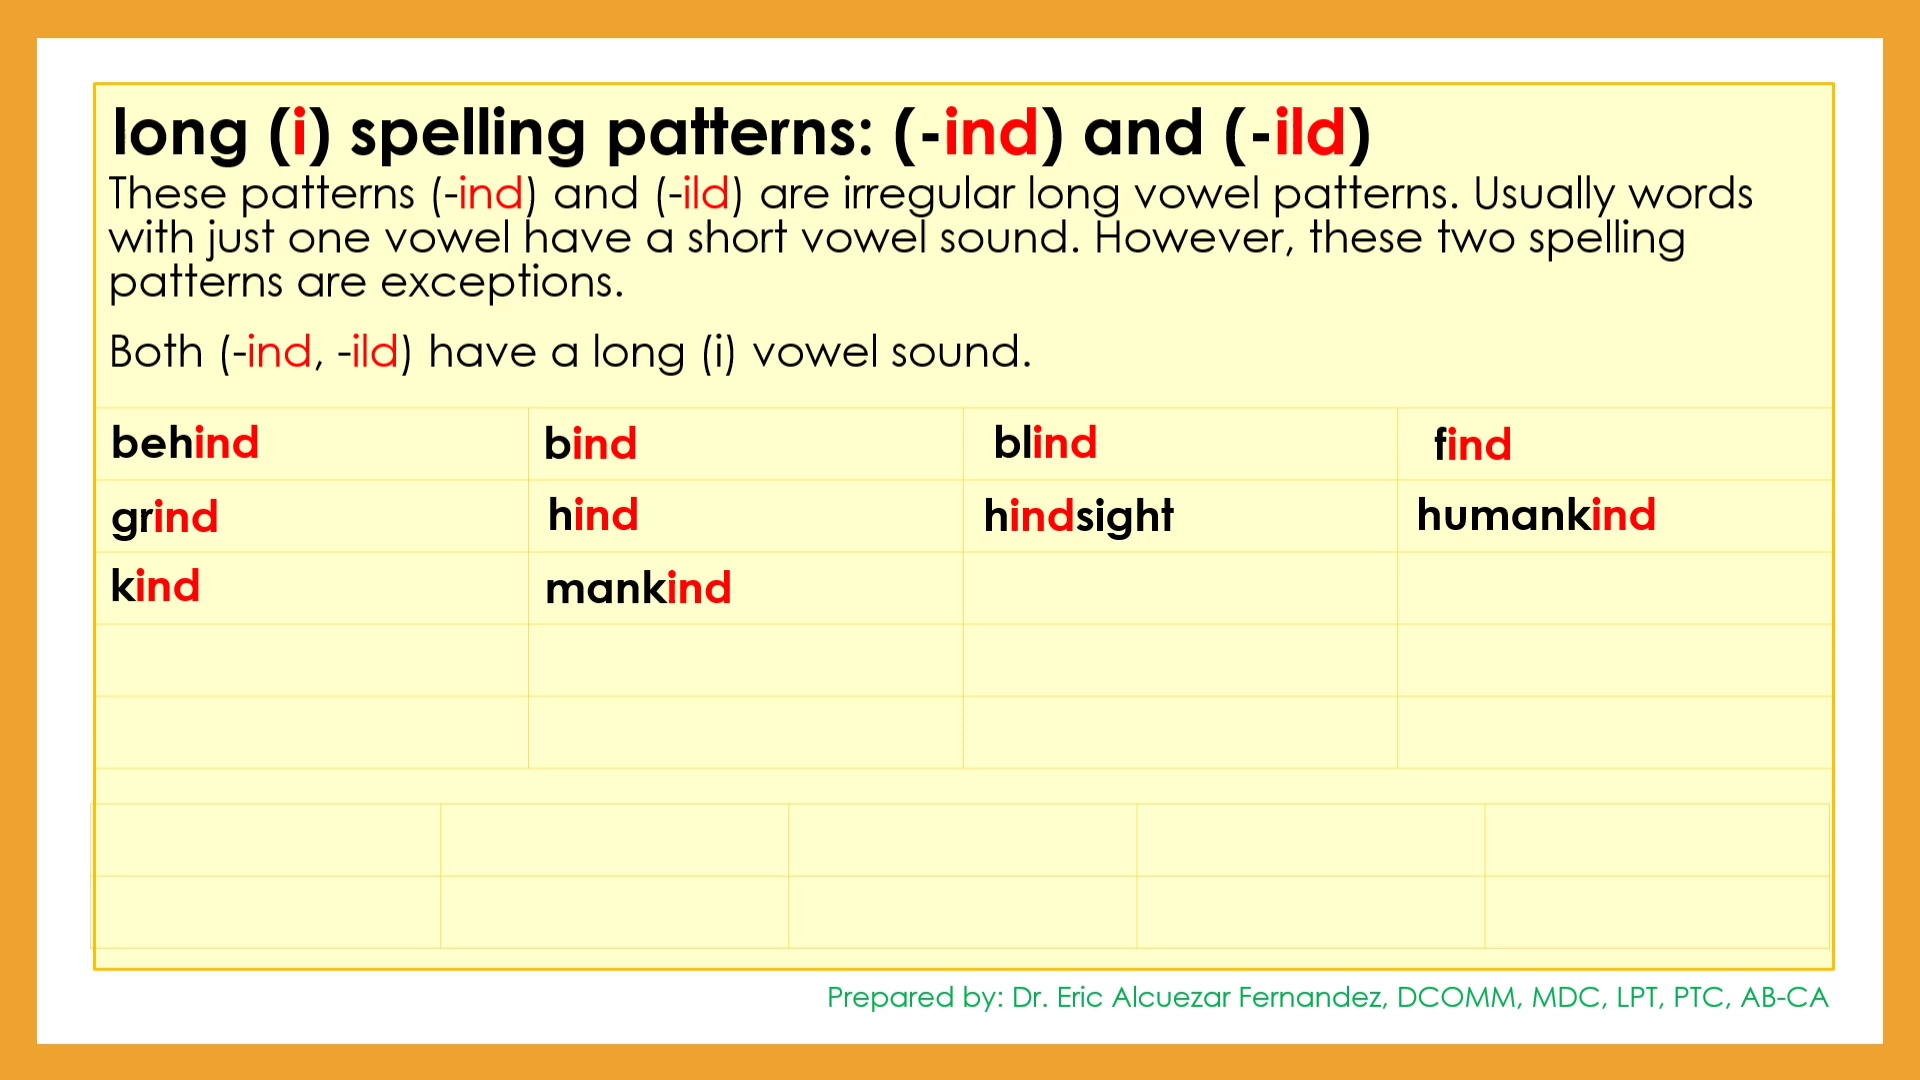 long (i) spelling patterns: (-ind) and (-ild)
These patterns (-ind) and (-ild) are irregular long vowel patterns. Usually words
with just one vowel have a short vowel sound. However, these two spelling
patterns are exceptions.
Both (-ind, -ild) have a long (i) vowel sound.
behind bind blind find
grind hind hindsight humankind
kind mankind
Prepared by: Dr. Eric Alcuezar Fernandez, DCOMM, MDC, LPT, PTC, AB-CA